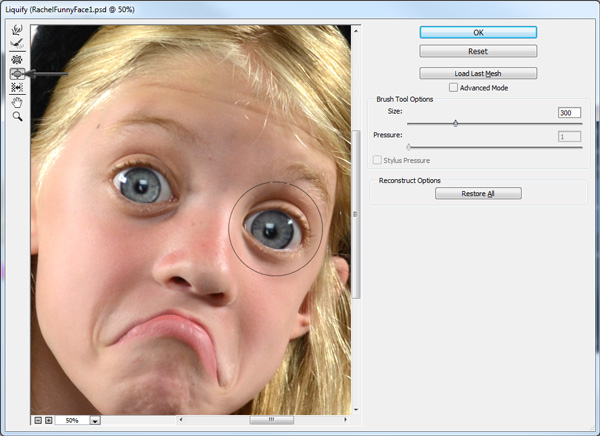 Liquify (RachelFunnyFace1.psd @ 50%)
OK
Reset
Load Last Mesh
Advanced Mode
Brush Tool Options
Size:
300
Pressure:
1
Stylus Pressure
Reconstruct Options
Restore All
50%